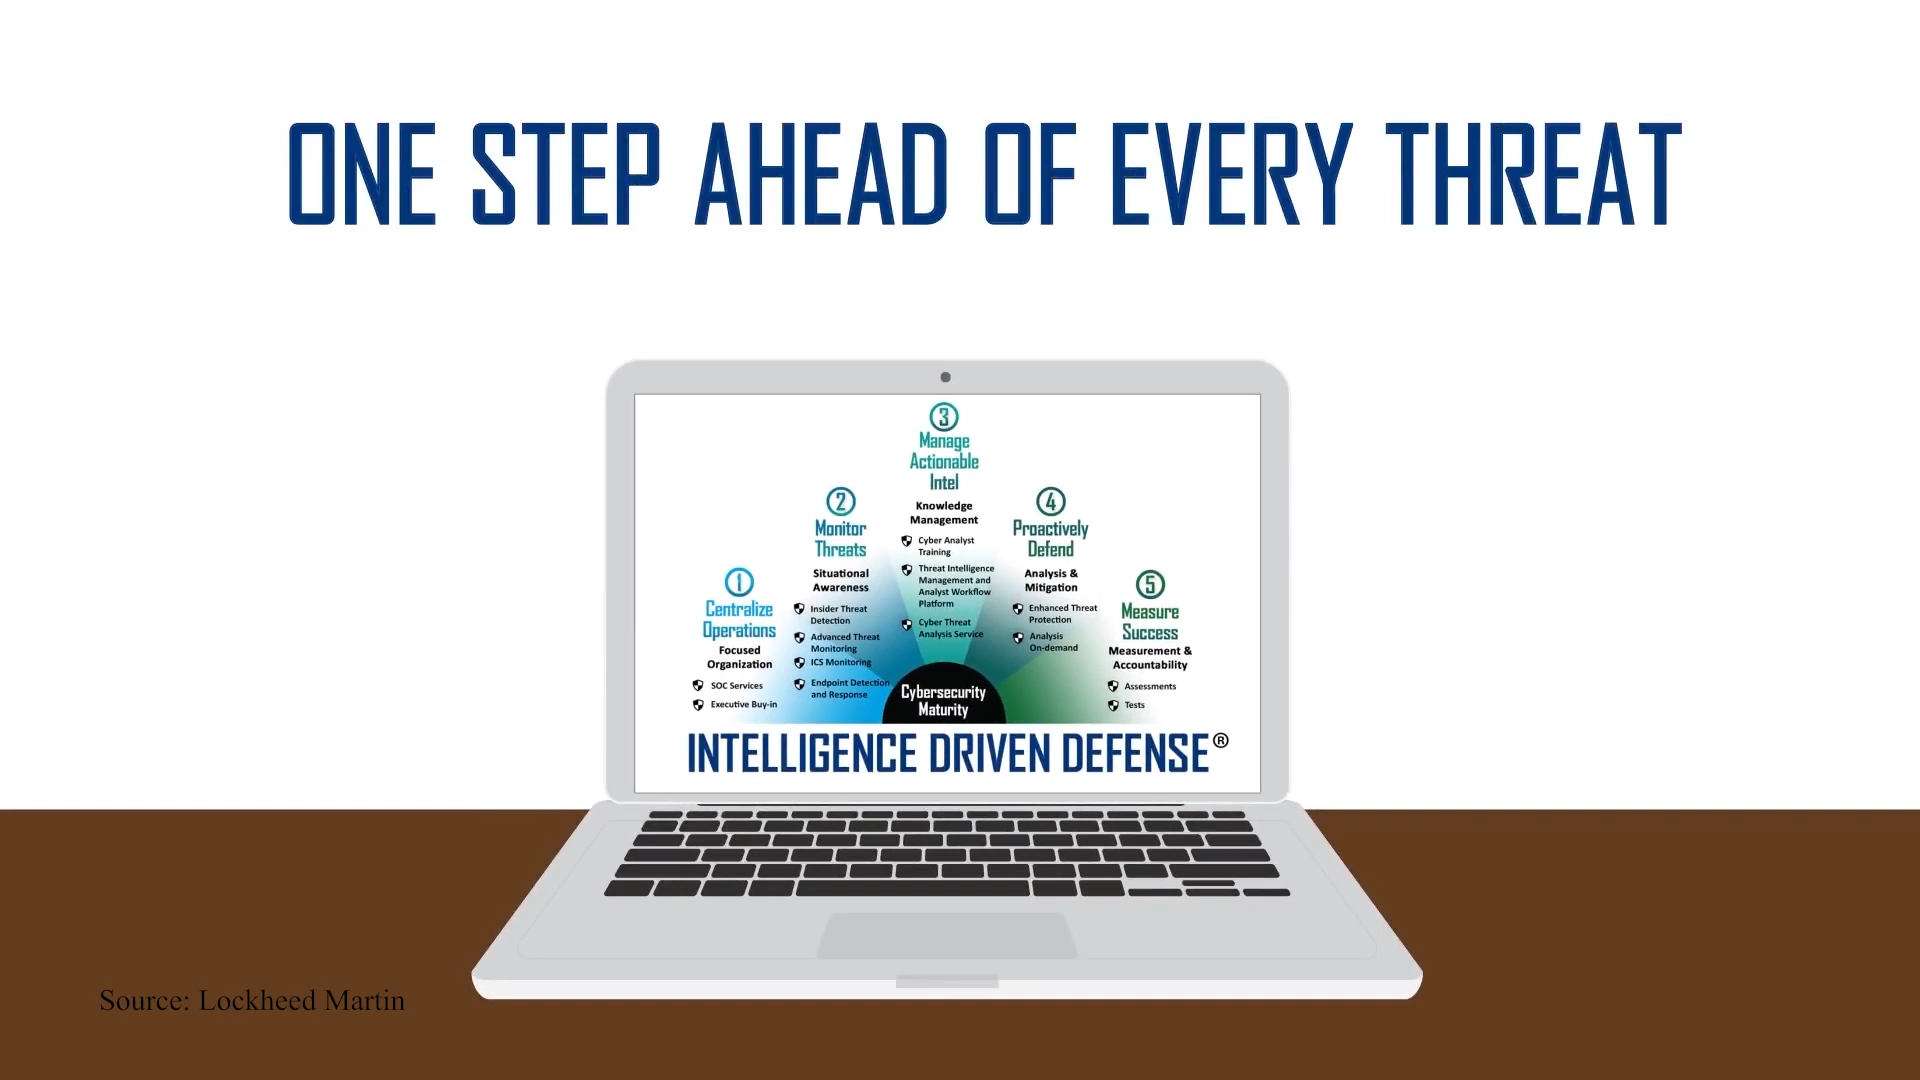 ONE STEP AHEAD OF EVERY THREAT
1
Centralize
Operations
Focused
Organization
SOC Services
Executive Buy-in
2
Monitor
Threats
Situational
Awareness
Insider Threat
Detection
Advanced Threat
Monitoring
ICS Monitoring
Endpoint Detection
and Response
3
Manage
Actionable
Intel
Knowledge
Management
Cyber Analyst
Training
Threat Intelligence
Management and
Analyst Workflow
Platform
Cyber Threat
Analysis Service
4
Proactively
Defend
Analysis &
Mitigation
Enhanced Threat
Protection
Analysis
On-demand
5
Measure
Success
Measurement &
Accountability
Assessments
Tests
Cybersecurity
Maturity
INTELLIGENCE DRIVEN DEFENSE®
Source: Lockheed Martin